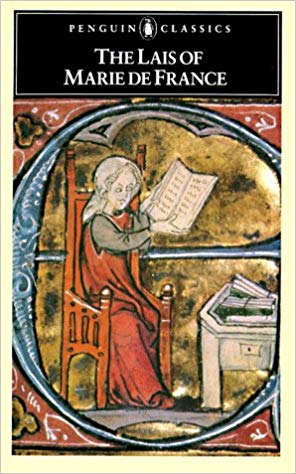 PENGUIN CLASSICS
THE LAIS OF
MARIE DE FRANCE